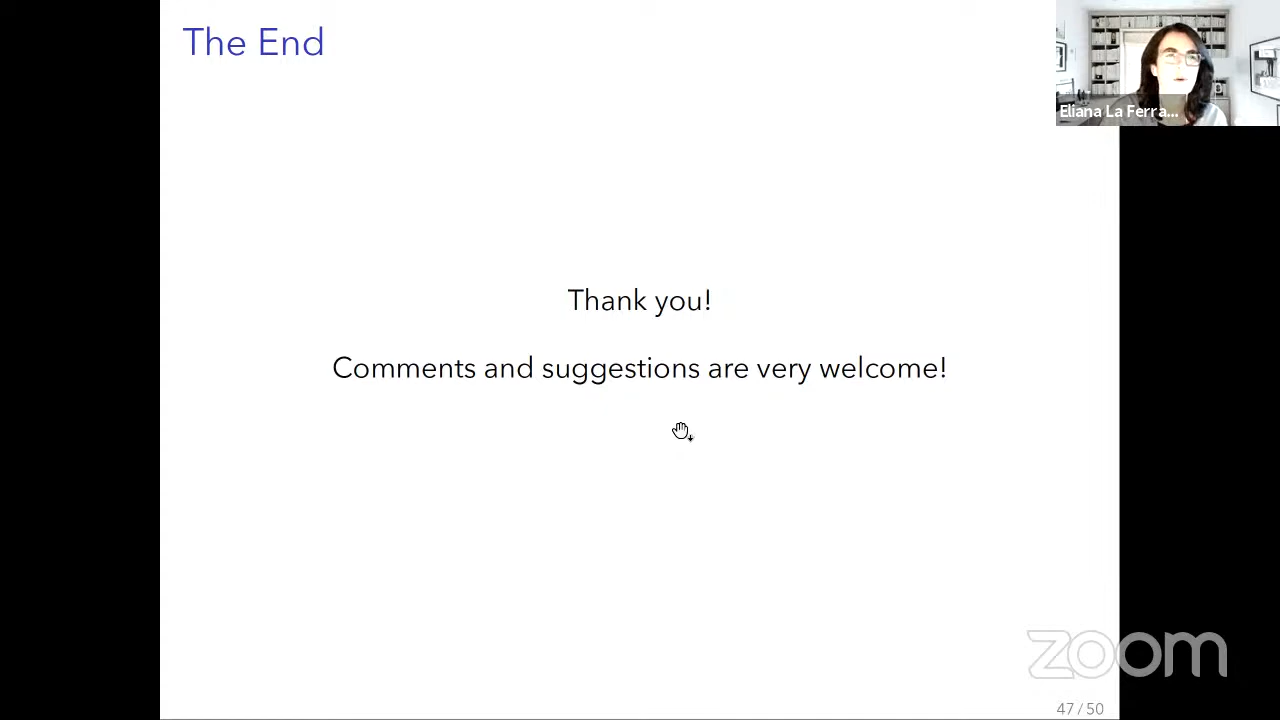 The End
Eliana La Ferra...
Thank you!
Comments and suggestions are very welcome!
zoom
47 / 50